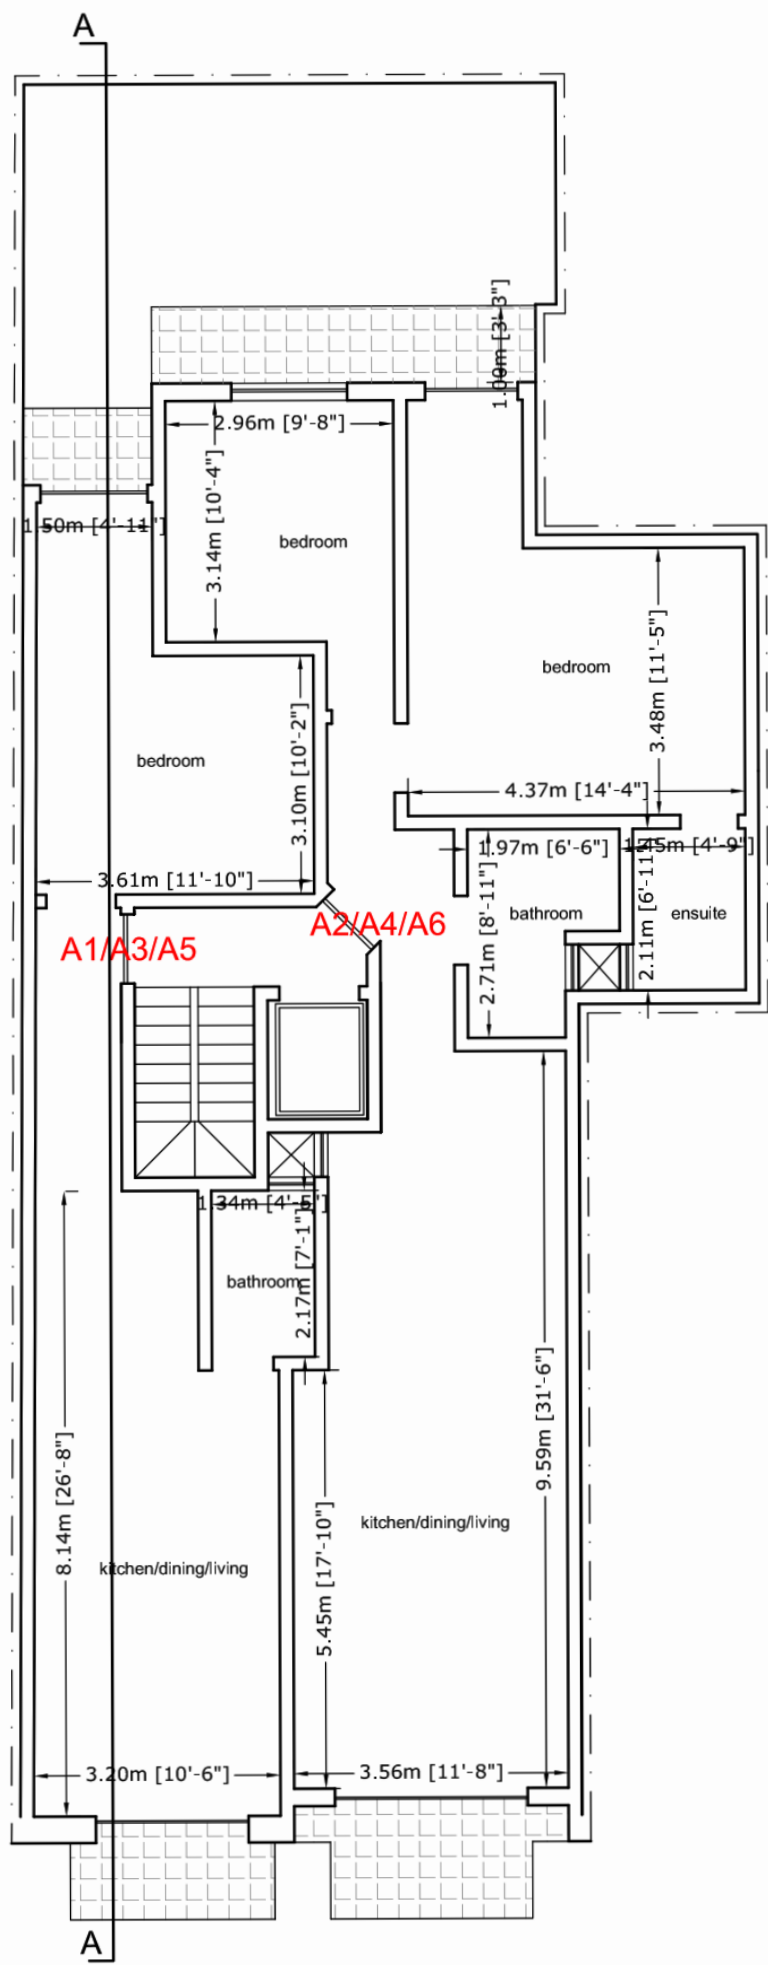 A
1.00m [3'-3"]
2.96m [9'-8"]
3.14m [10'-4"]
1.50m [4'-11"]
bedroom
bedroom
3.48m [11'-5"]
bedroom
3.10m [10'-2"]
4.37m [14'-4"]
1.97m [6'-6"]
1.45m [4'-9"]
3.61m [11'-10"]
2.71m [8'-11"]
2.11m [6'-11"]
bathroom
ensuite
A2/A4/A6
A1/A3/A5
1.34m [4'-5"]
2.17m [7'-1"]
bathroom
9.59m [31'-6"]
8.14m [26'-8"]
kitchen/dining/living
5.45m [17'-10"]
kitchen/dining/living
3.20m [10'-6"]
3.56m [11'-8"]
A